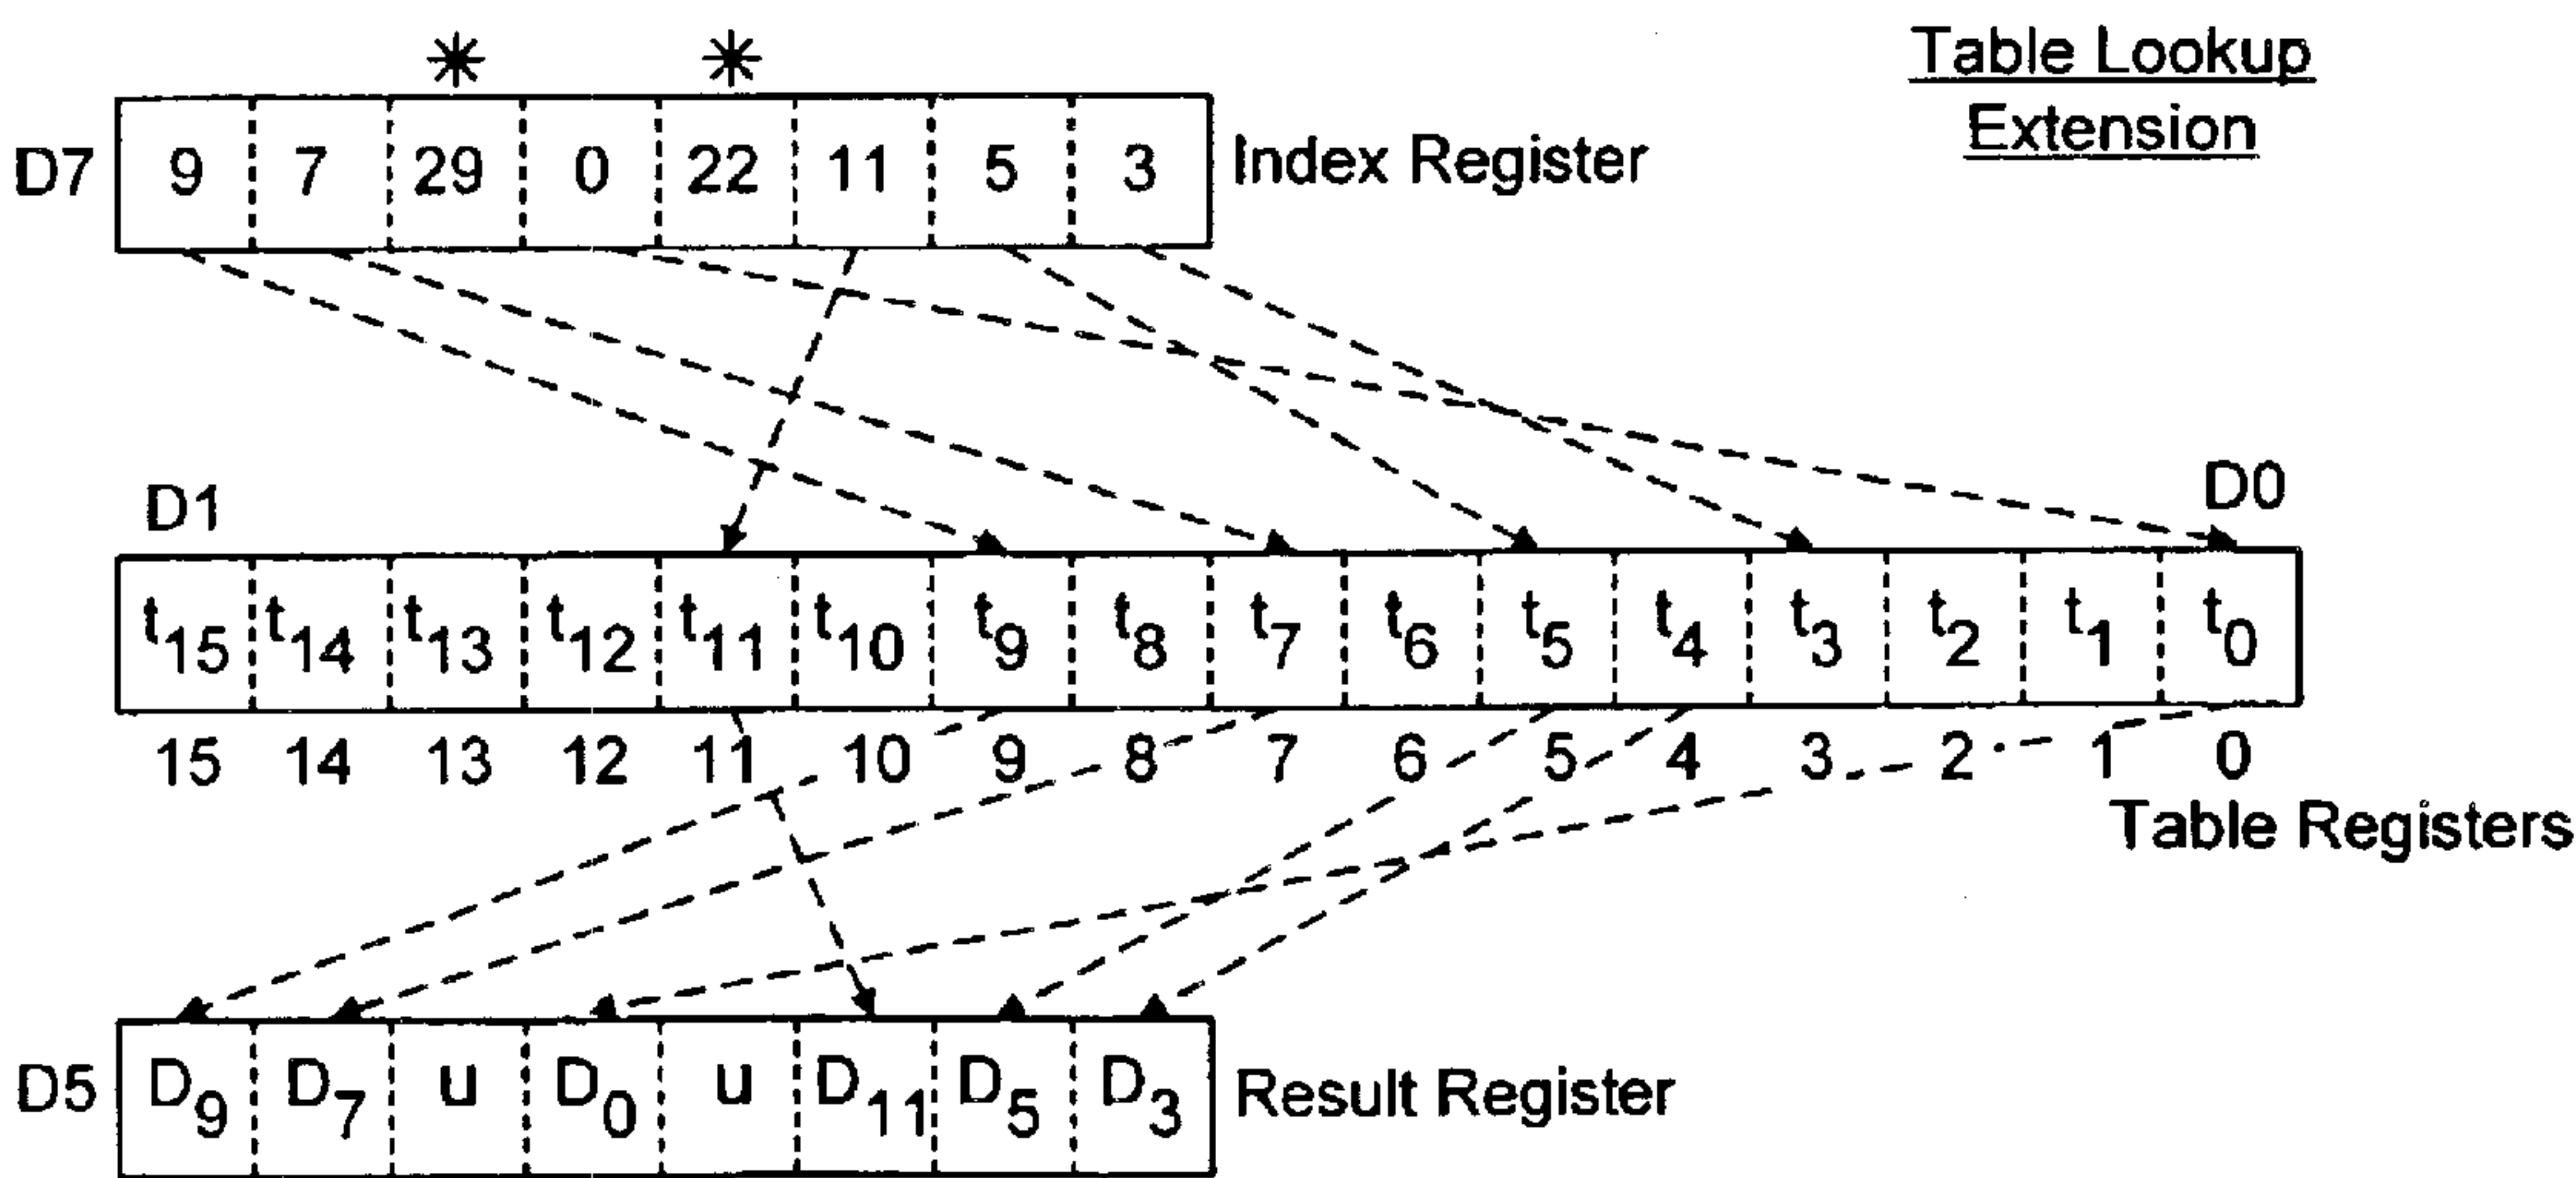 Table Lookup
Extension
* *
D7 9 7 29 0 22 11 5 3 Index Register
D1 D0
t15 t14 t13 t12 t11 t10 t9 t8 t7 t6 t5 t4 t3 t2 t1 t0
15 14 13 12 11 10 9 8 7 6 5 4 3 2 1 0
Table Registers
D5 D9 D7 u D0 u D11 D5 D3 Result Register